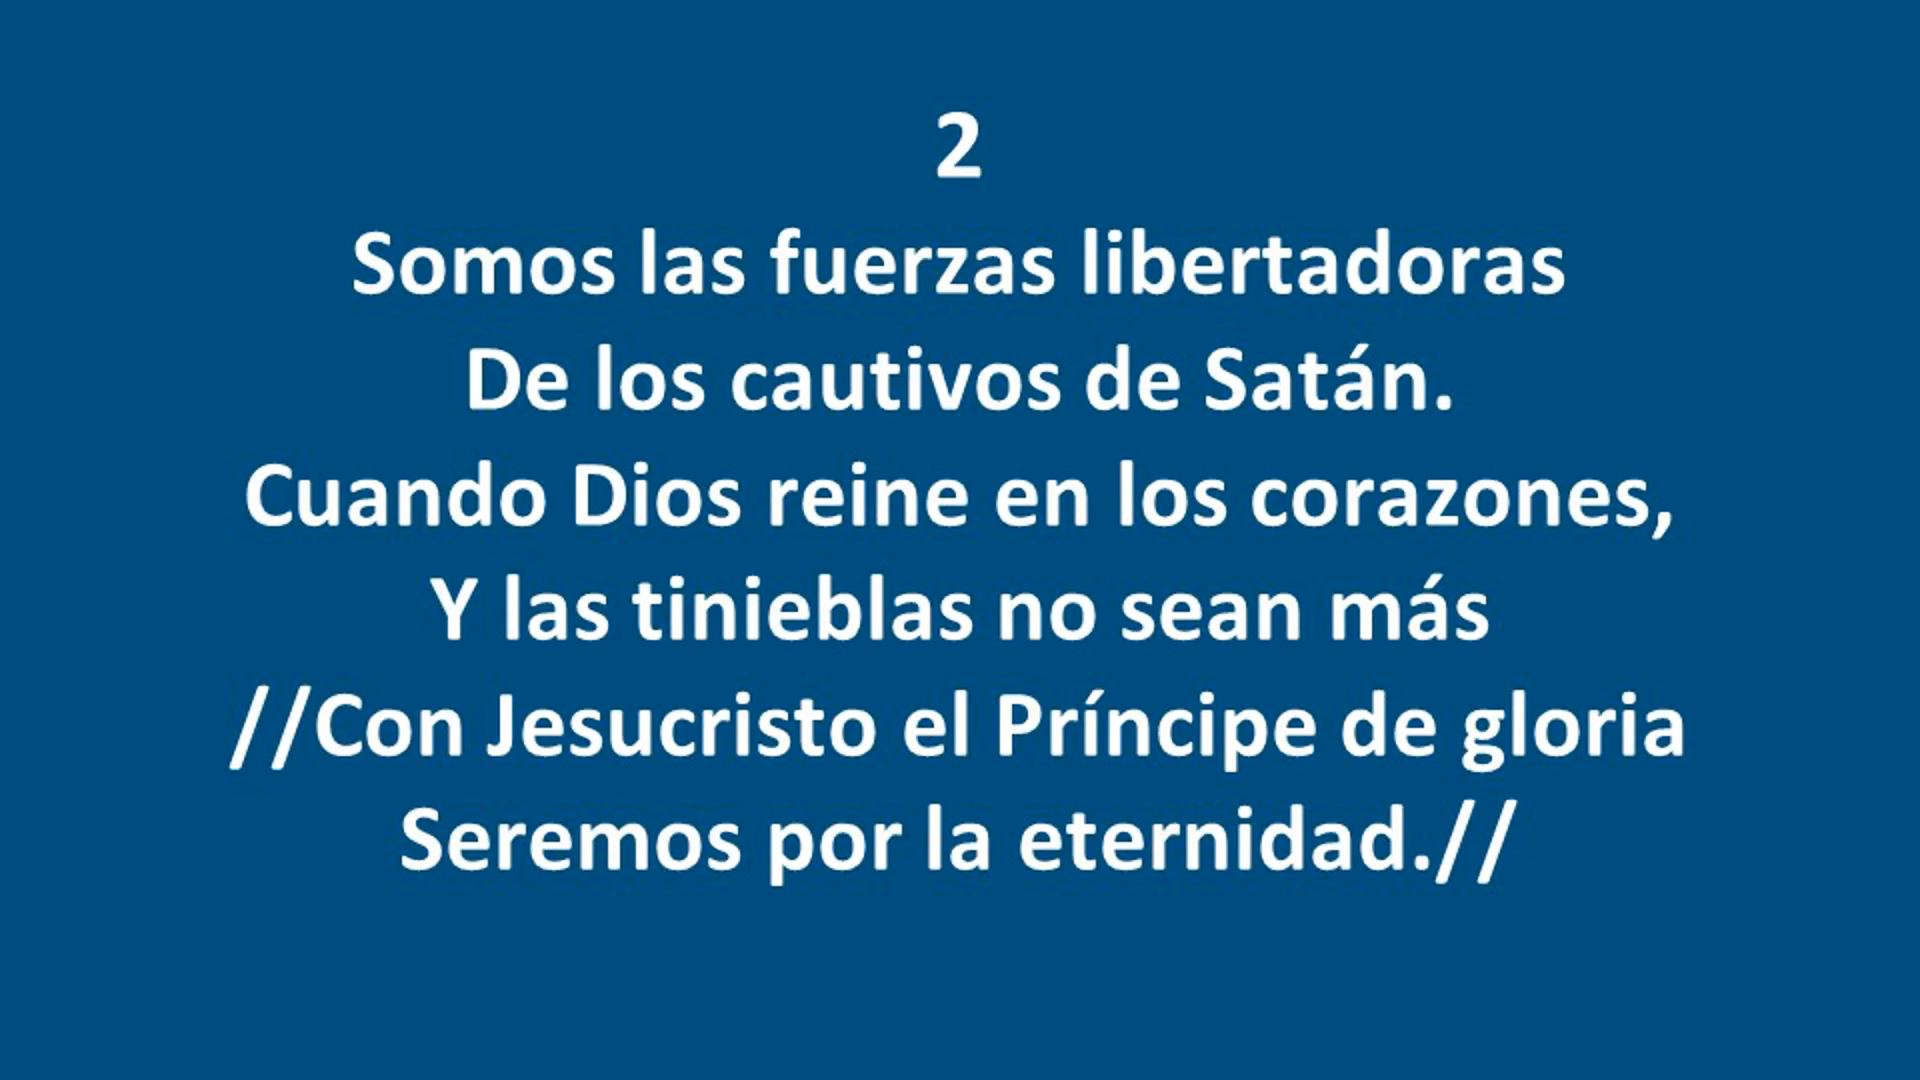 2
Somos las fuerzas libertadoras
De los cautivos de Satán.
Cuando Dios reine en los corazones,
Y las tinieblas no sean más
//Con Jesucristo el Príncipe de gloria
Seremos por la eternidad.//